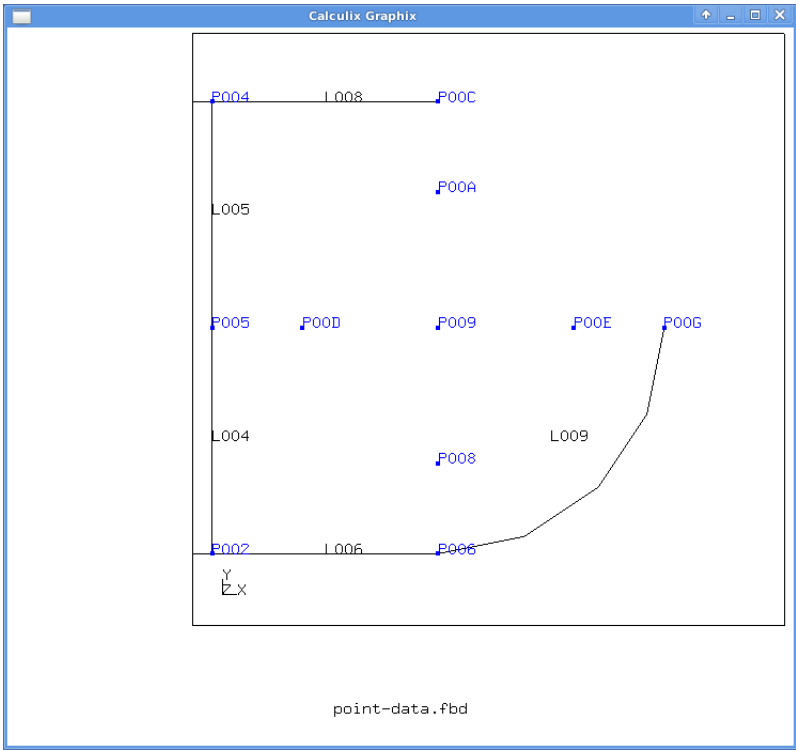 Calculix Graphix
P004 L008 P00C
P00A
L005
P005 P00D P009 P00E P00G
L004 L009
P008
P002 L006 P006
Y
Z X
point-data.fbd